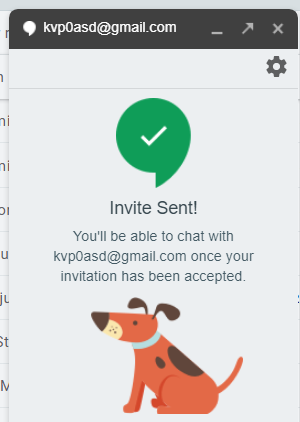 kvp0asd@gmail.com
Invite Sent!
You'll be able to chat with
kvp0asd@gmail.com once your
invitation has been accepted.